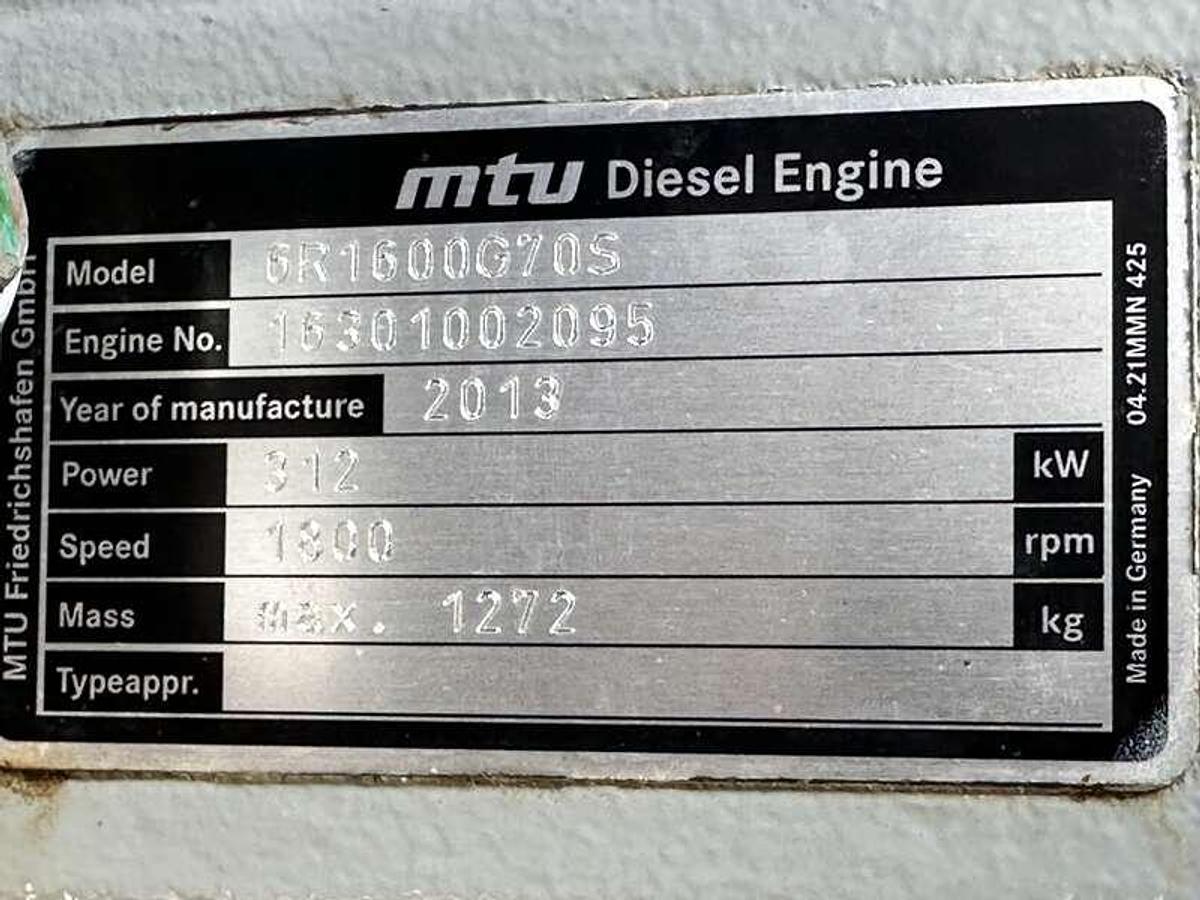 mtu Diesel Engine
Model 6R1600G70S
Engine No. 16301002095
Year of manufacture 2013
Power 312 kW
Speed 1800 rpm
Mass max. 1272 kg
Typeappr.
MTU Friedrichshafen GmbH
Made in Germany 04.21MMN 425